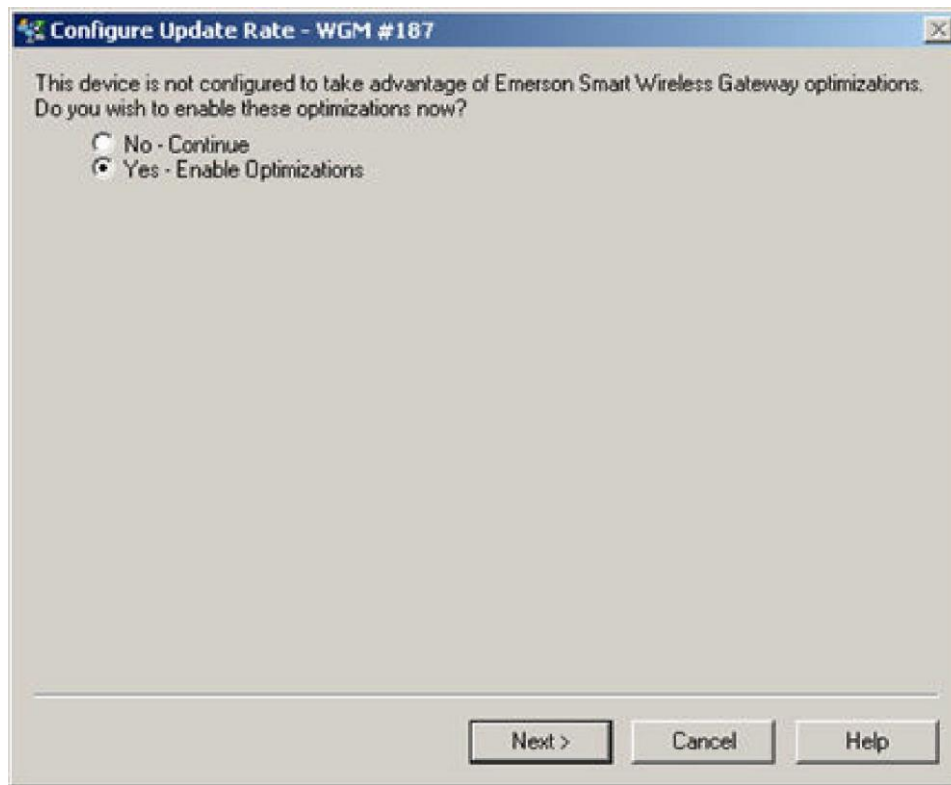 Configure Update Rate - WGM #187
This device is not configured to take advantage of Emerson Smart Wireless Gateway optimizations.
Do you wish to enable these optimizations now?
No - Continue
Yes - Enable Optimizations
Next >
Cancel
Help